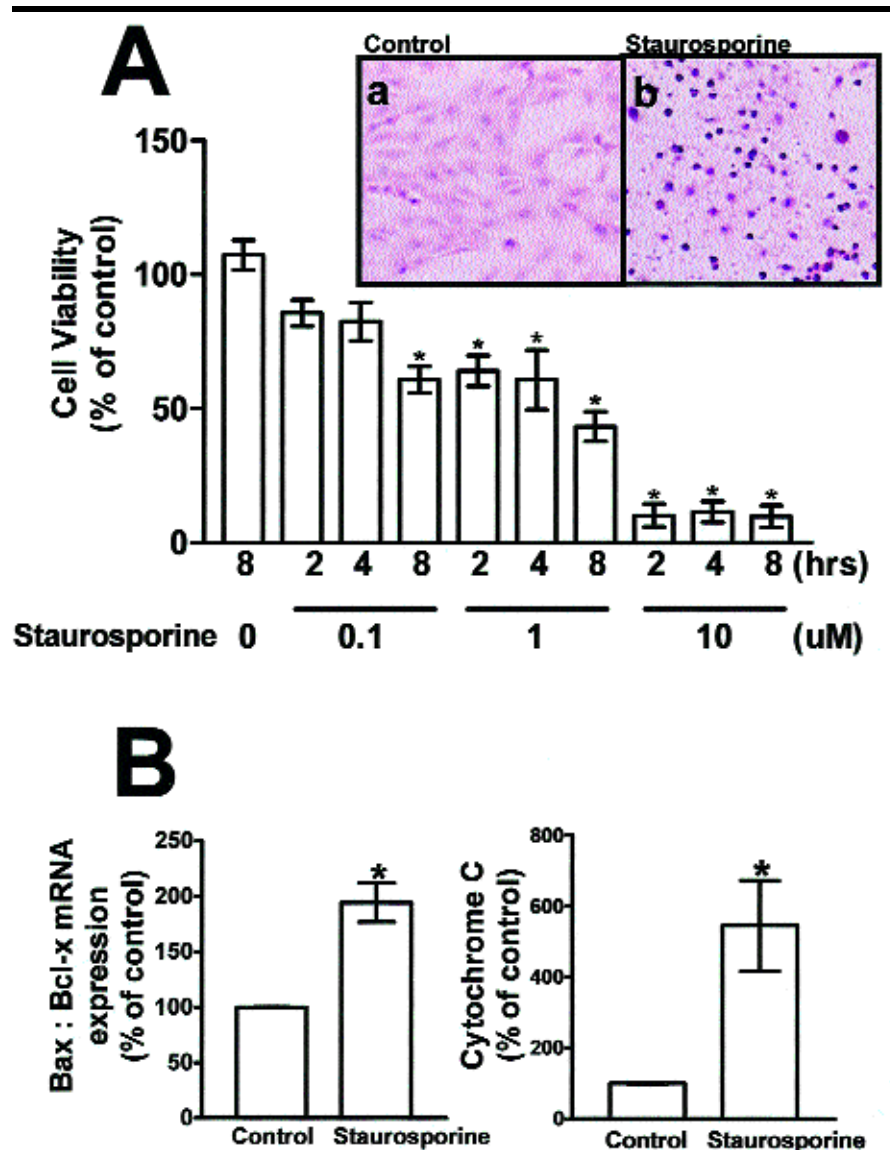 A
Control Staurosporine
a b
150
100
50
0
Cell Viability
(% of control)
* * * * * * *
8 2 4 8 2 4 8 2 4 8 (hrs)
Staurosporine 0 0.1 1 10 (uM)
B
Bax : Bcl-x mRNA
expression
(% of control)
250
200
150
100
50
0
*
Control Staurosporine
Cytochrome C
(% of control)
800
600
400
200
0
*
Control Staurosporine